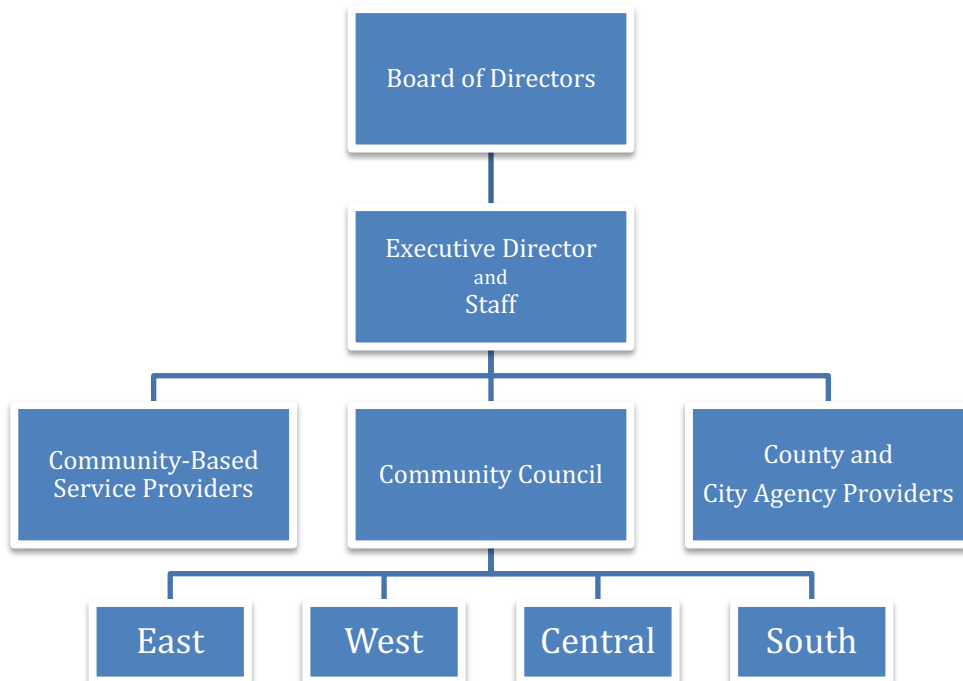 Board of Directors
Executive Director
and
Staff
Community-Based
Service Providers
Community Council
County and
City Agency Providers
East
West
Central
South